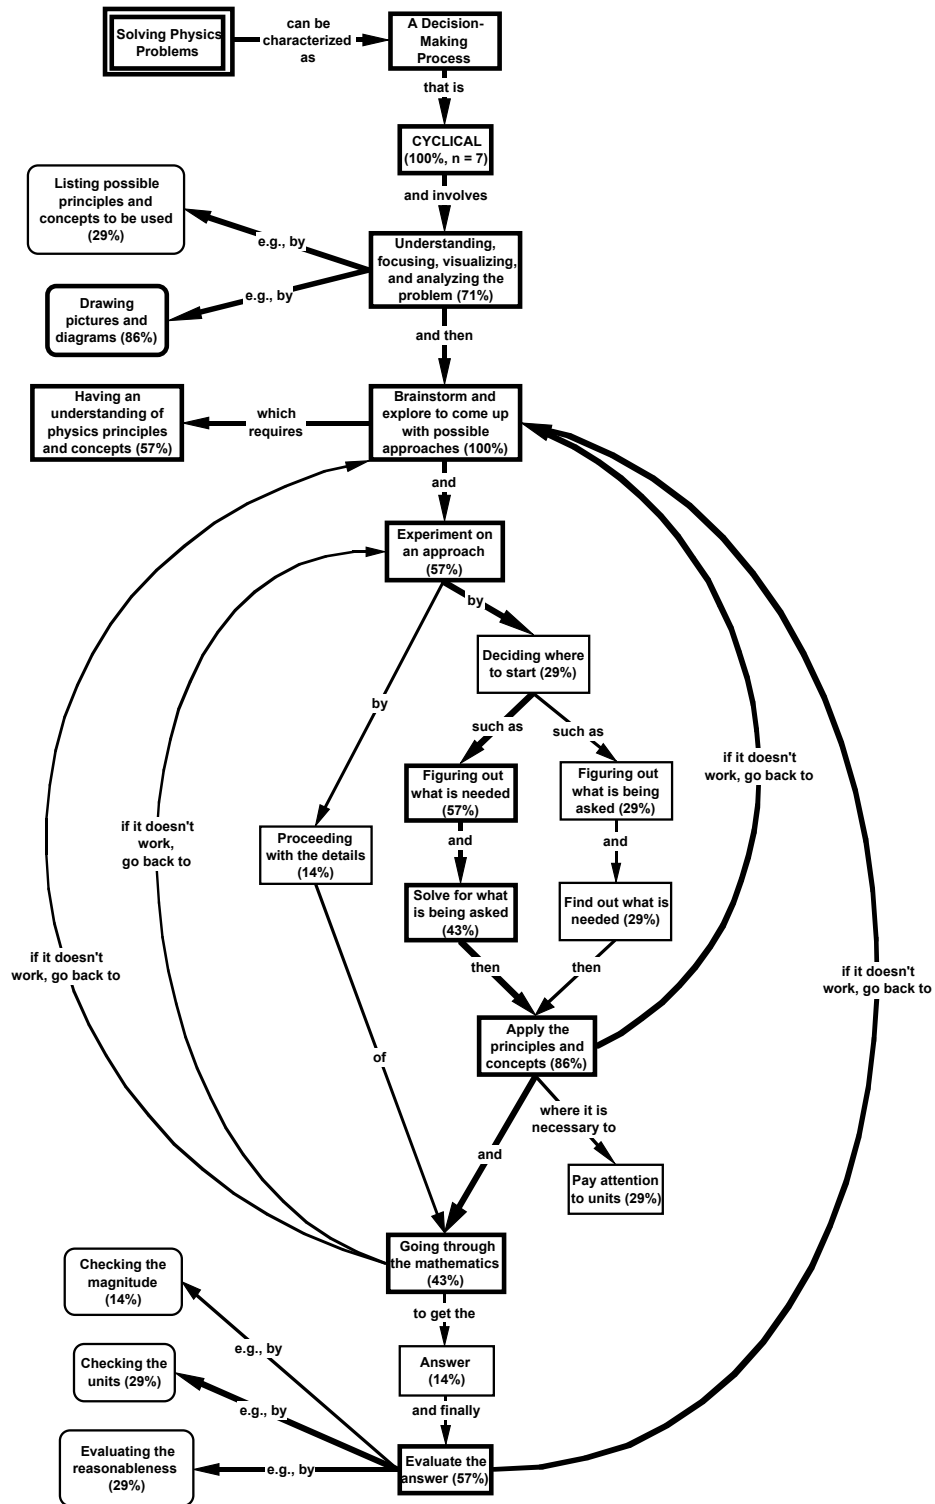 Solving Physics
Problems
can be
characterized
as
A Decision-
Making
Process
that is
CYCLICAL
(100%, n = 7)
and involves
Listing possible
principles and
concepts to be used
(29%)
e.g., by
Understanding,
focusing, visualizing,
and analyzing the
problem (71%)
e.g., by
Drawing
pictures and
diagrams (86%)
and then
Having an
understanding of
physics principles
and concepts (57%)
which
requires
Brainstorm and
explore to come up
with possible
approaches (100%)
and
Experiment on
an approach
(57%)
by
Deciding where
to start (29%)
by
such as
such as
Figuring out
what is needed
(57%)
Figuring out
what is being
asked (29%)
if it doesn't
work, go back to
if it doesn't
work,
go back to
Proceeding
with the details
(14%)
and
and
Solve for what
is being asked
(43%)
Find out what is
needed (29%)
if it doesn't
work, go back to
then
then
if it doesn't
work, go back to
Apply the
principles and
concepts (86%)
of
where it is
necessary to
and
Pay attention
to units (29%)
Going through
the mathematics
(43%)
Checking the
magnitude
(14%)
to get the
e.g., by
Answer
(14%)
Checking the
units (29%)
e.g., by
and finally
Evaluating the
reasonableness
(29%)
e.g., by
Evaluate the
answer (57%)